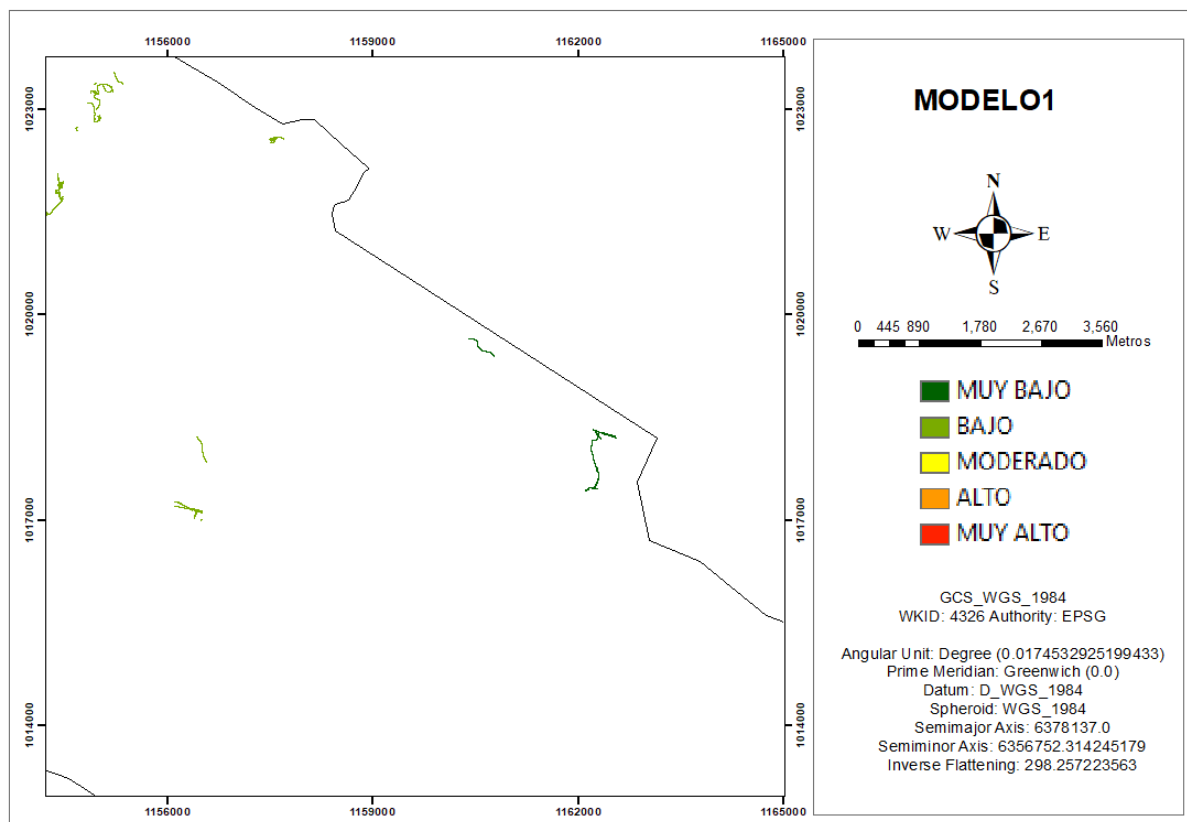 1156000 1159000 1162000 1165000
1023000 1023000
1020000 1020000
1017000 1017000
1014000 1014000
1156000 1159000 1162000 1165000
MODELO1
N
W E
S
0 445 890 1,780 2,670 3,560
Metros
MUY BAJO
BAJO
MODERADO
ALTO
MUY ALTO
GCS_WGS_1984
WKID: 4326 Authority: EPSG
Angular Unit: Degree (0.0174532925199433)
Prime Meridian: Greenwich (0.0)
Datum: D_WGS_1984
Spheroid: WGS_1984
Semimajor Axis: 6378137.0
Semiminor Axis: 6356752.314245179
Inverse Flattening: 298.257223563